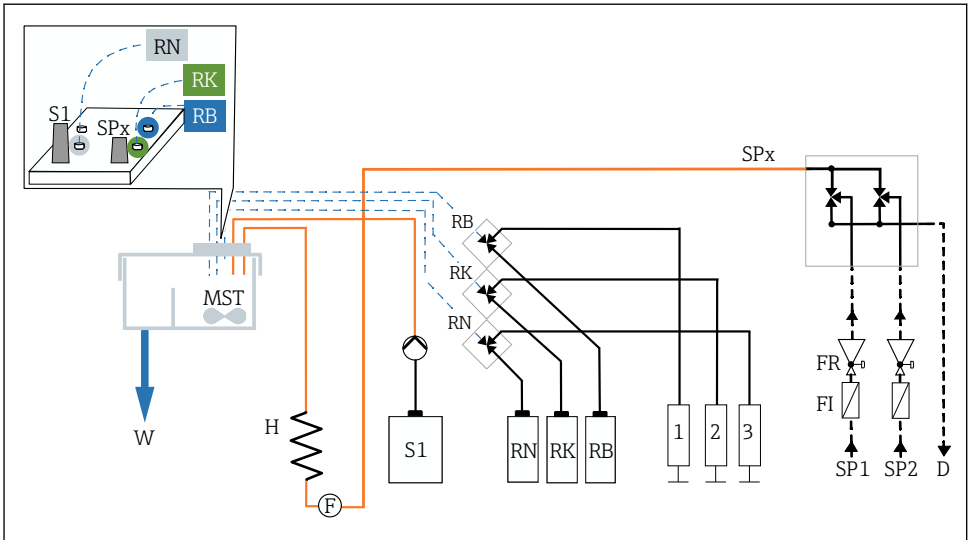 RN
RK
RB
S1
SPx
SPx
RB
RK
RN
MST
W
H
F
S1
RN
RK
RB
1
2
3
FR
FI
SP1
SP2
D